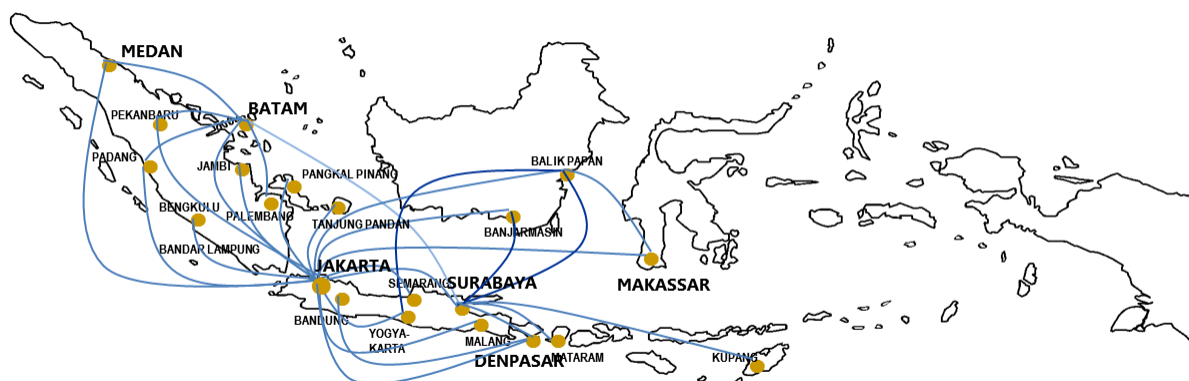 MEDAN
PEKANBARU
BATAM
PADANG
JAMBI
BALIK PAPAN
PANGKAL PINANG
BENGKULU
PALEMBANG
TANJUNG PANDAN
BANJARMASIN
BANDAR LAMPUNG
JAKARTA
SEMARANG
SURABAYA
MAKASSAR
BANDUNG
YOGYA-
KARTA
MALANG
DENPASAR
MATARAM
KUPANG